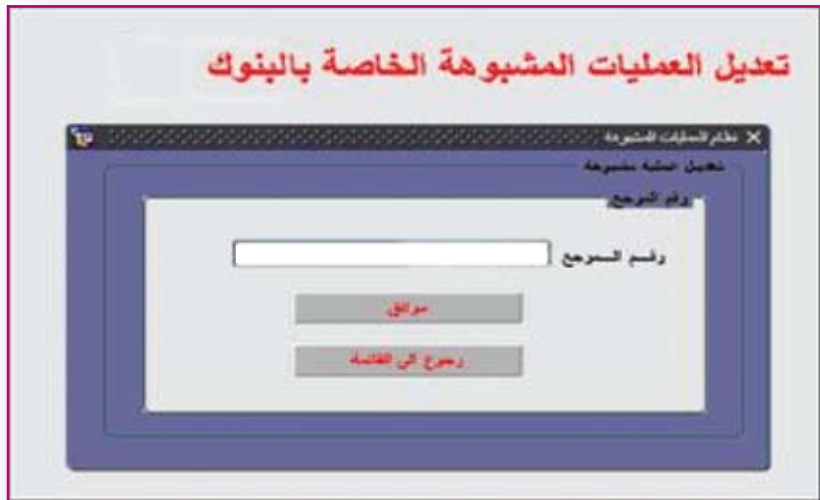 تعديل العمليات المشبوهة الخاصة بالبنوك
نظام العمليات المشبوهة
تعديل عملية مشبوهة
رقم المرجع
رقم المرجع
موافق
رجوع الى القائمة